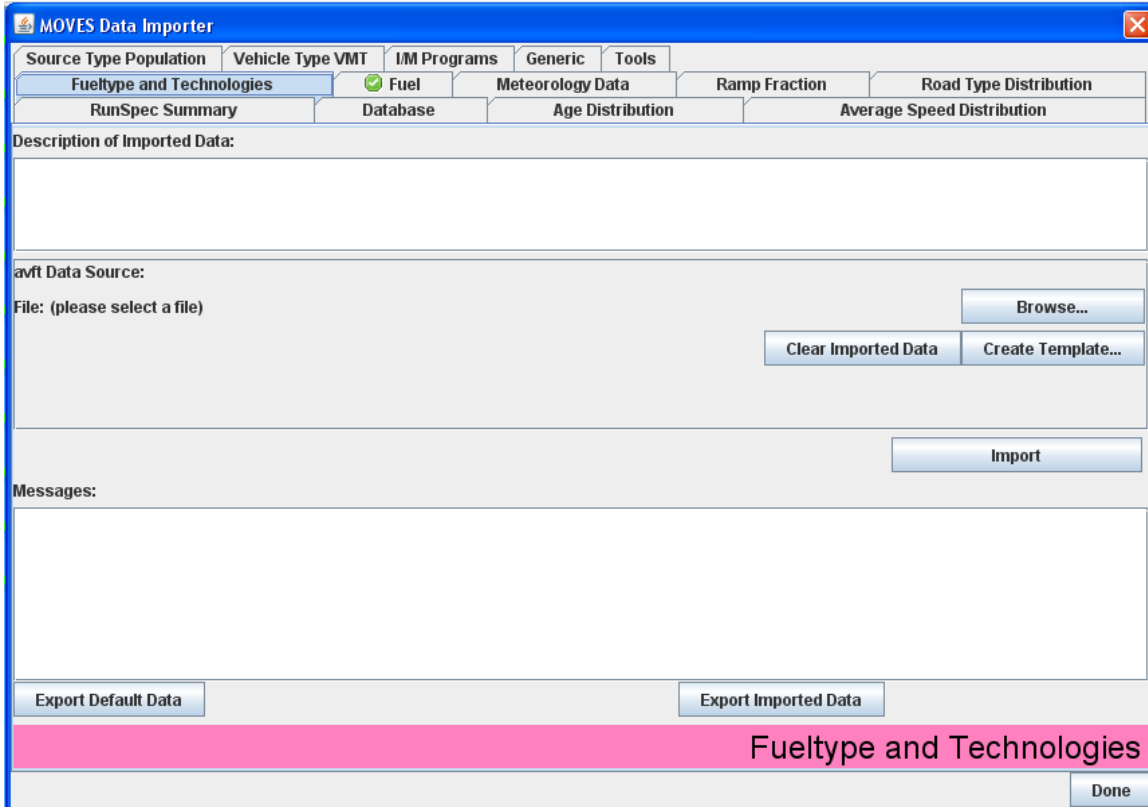 MOVES Data Importer
Source Type Population Vehicle Type VMT I/M Programs Generic Tools
Fueltype and Technologies Fuel Meteorology Data Ramp Fraction Road Type Distribution
RunSpec Summary Database Age Distribution Average Speed Distribution
Description of Imported Data:
avft Data Source:
File: (please select a file) Browse...
Clear Imported Data Create Template...
Import
Messages:
Export Default Data Export Imported Data
Fueltype and Technologies
Done